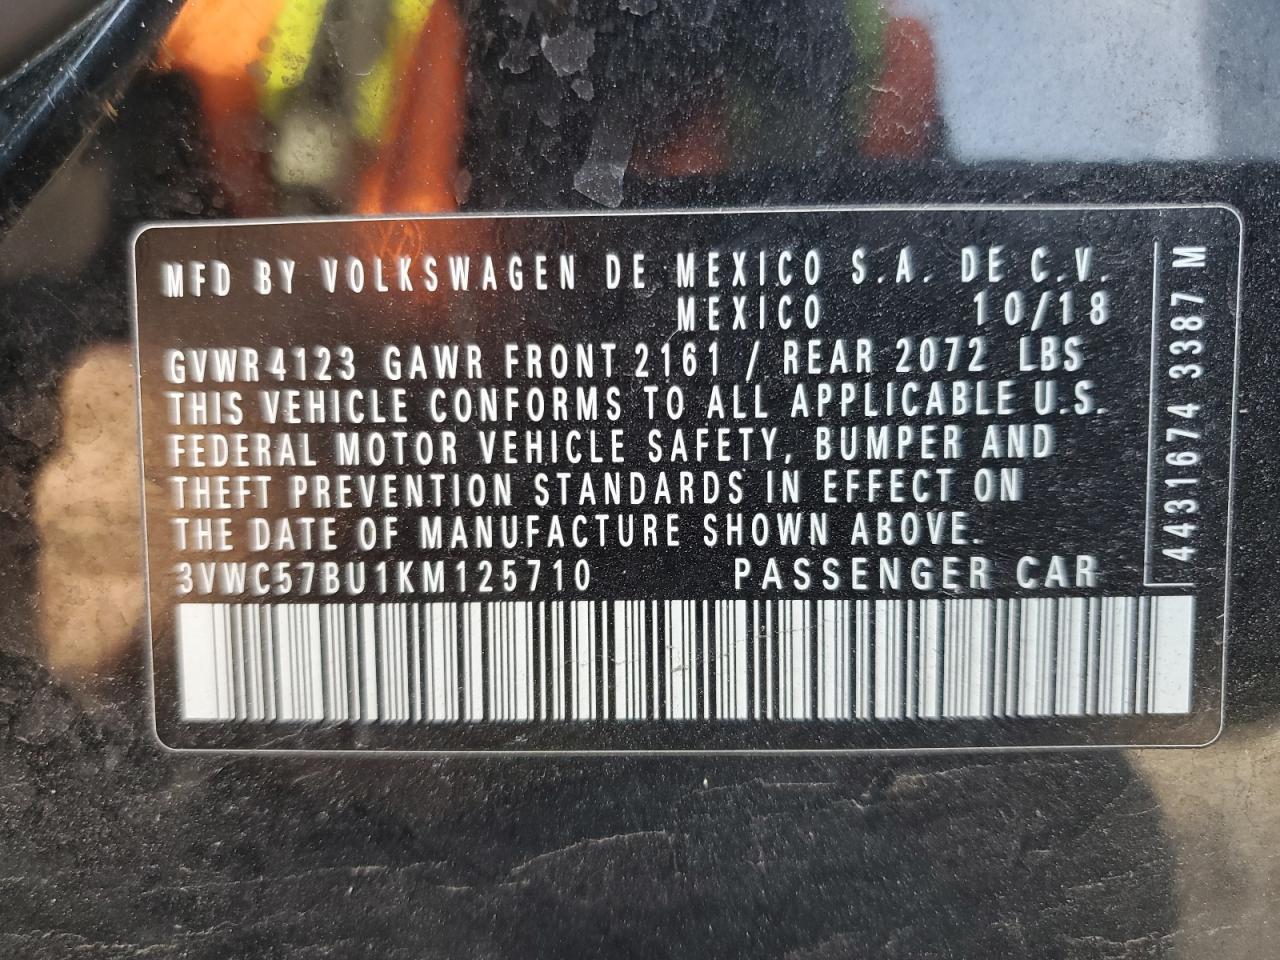 MFD BY VOLKSWAGEN DE MEXICO S.A. DE C.V.
MEXICO 10/18
GVWR 4123 GAWR FRONT 2161 / REAR 2072 LBS
THIS VEHICLE CONFORMS TO ALL APPLICABLE U.S.
FEDERAL MOTOR VEHICLE SAFETY, BUMPER AND
THEFT PREVENTION STANDARDS IN EFFECT ON
THE DATE OF MANUFACTURE SHOWN ABOVE.
3VWC57BU1KM125710 PASSENGER CAR
4431674 3387 M